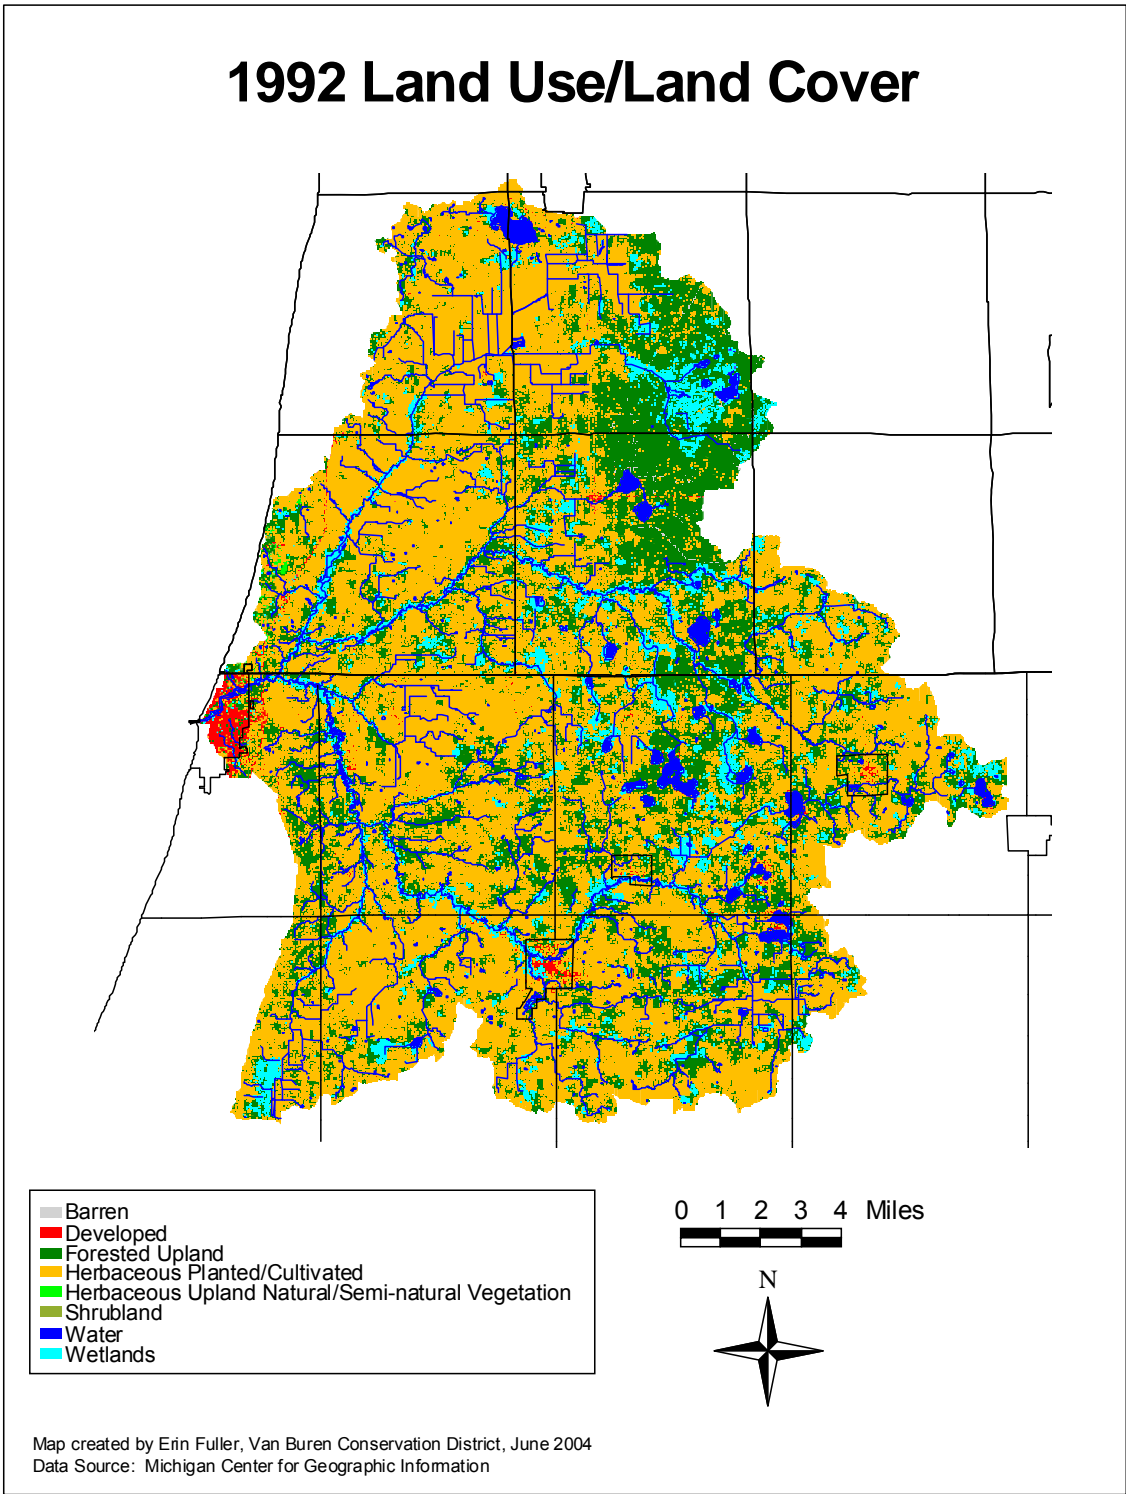 1992 Land Use/Land Cover
Barren
Developed
Forested Upland
Herbaceous Planted/Cultivated
Herbaceous Upland Natural/Semi-natural Vegetation
Shrubland
Water
Wetlands
0 1 2 3 4 Miles
N
Map created by Erin Fuller, Van Buren Conservation District, June 2004
Data Source: Michigan Center for Geographic Information